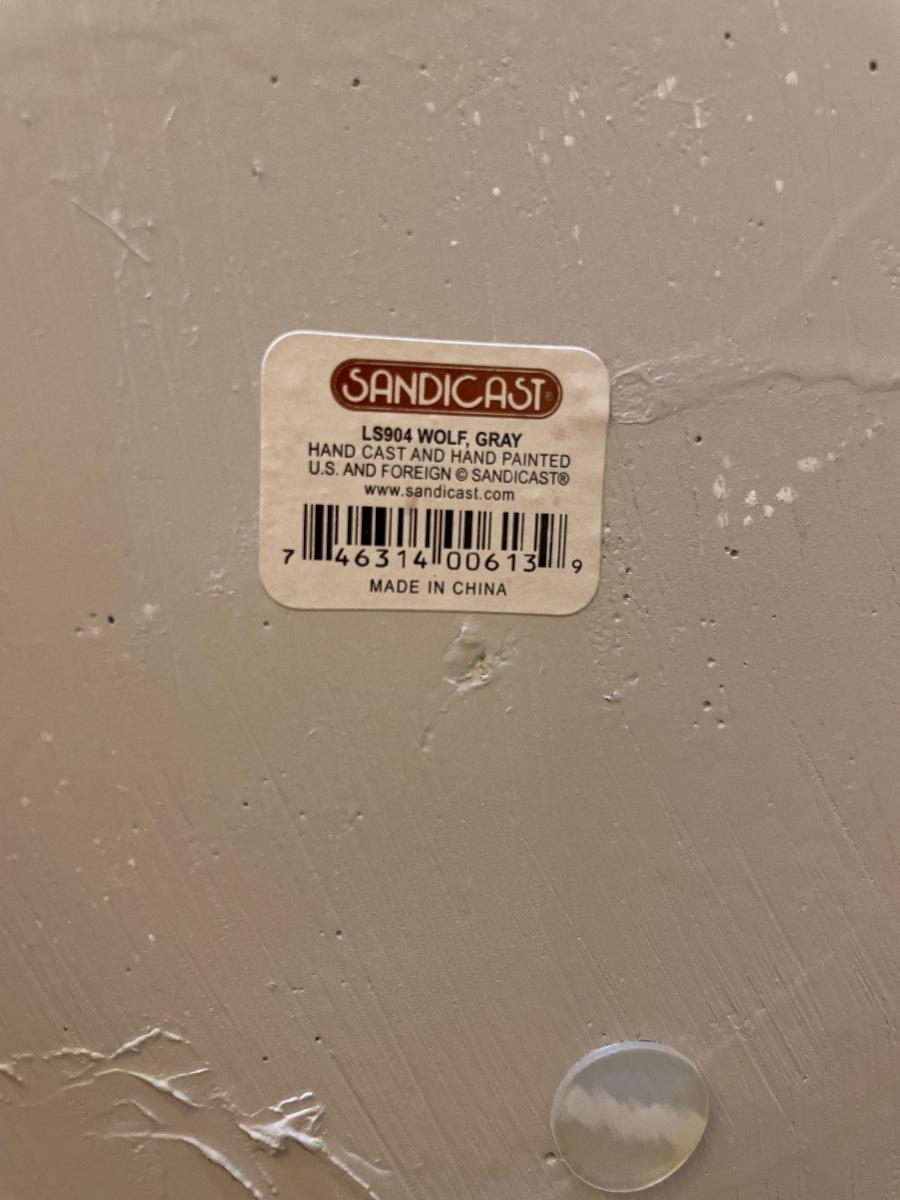 SANDICAST®
LS904 WOLF, GRAY
HAND CAST AND HAND PAINTED
U.S. AND FOREIGN © SANDICAST®
www.sandicast.com
7 46314 00613 9
MADE IN CHINA